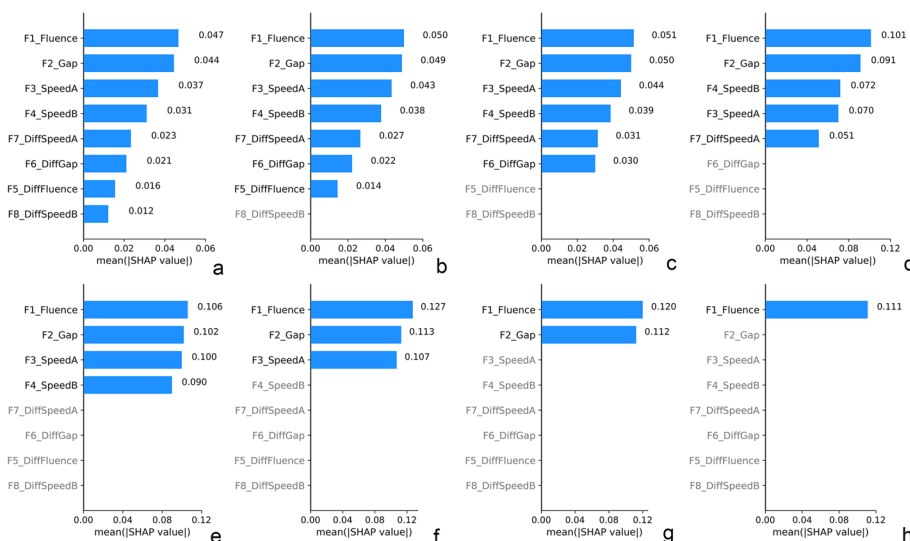 F1_Fluence 0.047
F2_Gap 0.044
F3_SpeedA 0.037
F4_SpeedB 0.031
F7_DiffSpeedA 0.023
F6_DiffGap 0.021
F5_DiffFluence 0.016
F8_DiffSpeedB 0.012
0.00 0.02 0.04 0.06
mean(|SHAP value|)
a
F1_Fluence 0.050
F2_Gap 0.049
F3_SpeedA 0.043
F4_SpeedB 0.038
F7_DiffSpeedA 0.027
F6_DiffGap 0.022
F5_DiffFluence 0.014
F8_DiffSpeedB
0.00 0.02 0.04 0.06
mean(|SHAP value|)
b
F1_Fluence 0.051
F2_Gap 0.050
F3_SpeedA 0.044
F4_SpeedB 0.039
F7_DiffSpeedA 0.031
F6_DiffGap 0.030
F5_DiffFluence
F8_DiffSpeedB
0.00 0.02 0.04 0.06
mean(|SHAP value|)
c
F1_Fluence 0.101
F2_Gap 0.091
F4_SpeedB 0.072
F3_SpeedA 0.070
F7_DiffSpeedA 0.051
F6_DiffGap
F5_DiffFluence
F8_DiffSpeedB
0.00 0.04 0.08 0.12
mean(|SHAP value|)
F1_Fluence 0.106
F2_Gap 0.102
F3_SpeedA 0.100
F4_SpeedB 0.090
F7_DiffSpeedA
F6_DiffGap
F5_DiffFluence
F8_DiffSpeedB
0.00 0.04 0.08 0.12
mean(|SHAP value|)
e
F1_Fluence 0.127
F2_Gap 0.113
F3_SpeedA 0.107
F4_SpeedB
F7_DiffSpeedA
F6_DiffGap
F5_DiffFluence
F8_DiffSpeedB
0.00 0.04 0.08 0.12
mean(|SHAP value|)
f
F1_Fluence 0.120
F2_Gap 0.112
F3_SpeedA
F4_SpeedB
F7_DiffSpeedA
F6_DiffGap
F5_DiffFluence
F8_DiffSpeedB
0.00 0.04 0.08 0.12
mean(|SHAP value|)
g
F1_Fluence 0.111
F2_Gap
F3_SpeedA
F4_SpeedB
F7_DiffSpeedA
F6_DiffGap
F5_DiffFluence
F8_DiffSpeedB
0.00 0.04 0.08 0.12
mean(|SHAP value|)
h